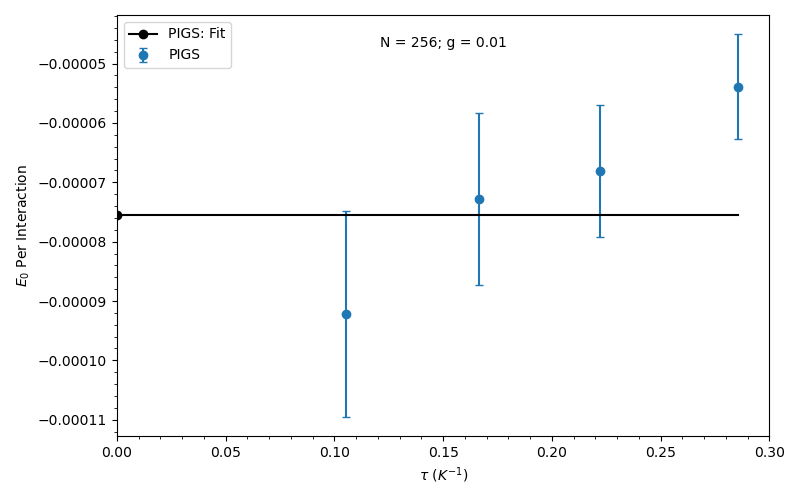 PIGS: Fit
PIGS
N = 256; g = 0.01
−0.00005
−0.00006
−0.00007
−0.00008
−0.00009
−0.00010
−0.00011
E₀ Per Interaction
0.00 0.05 0.10 0.15 0.20 0.25 0.30
τ (K⁻¹)